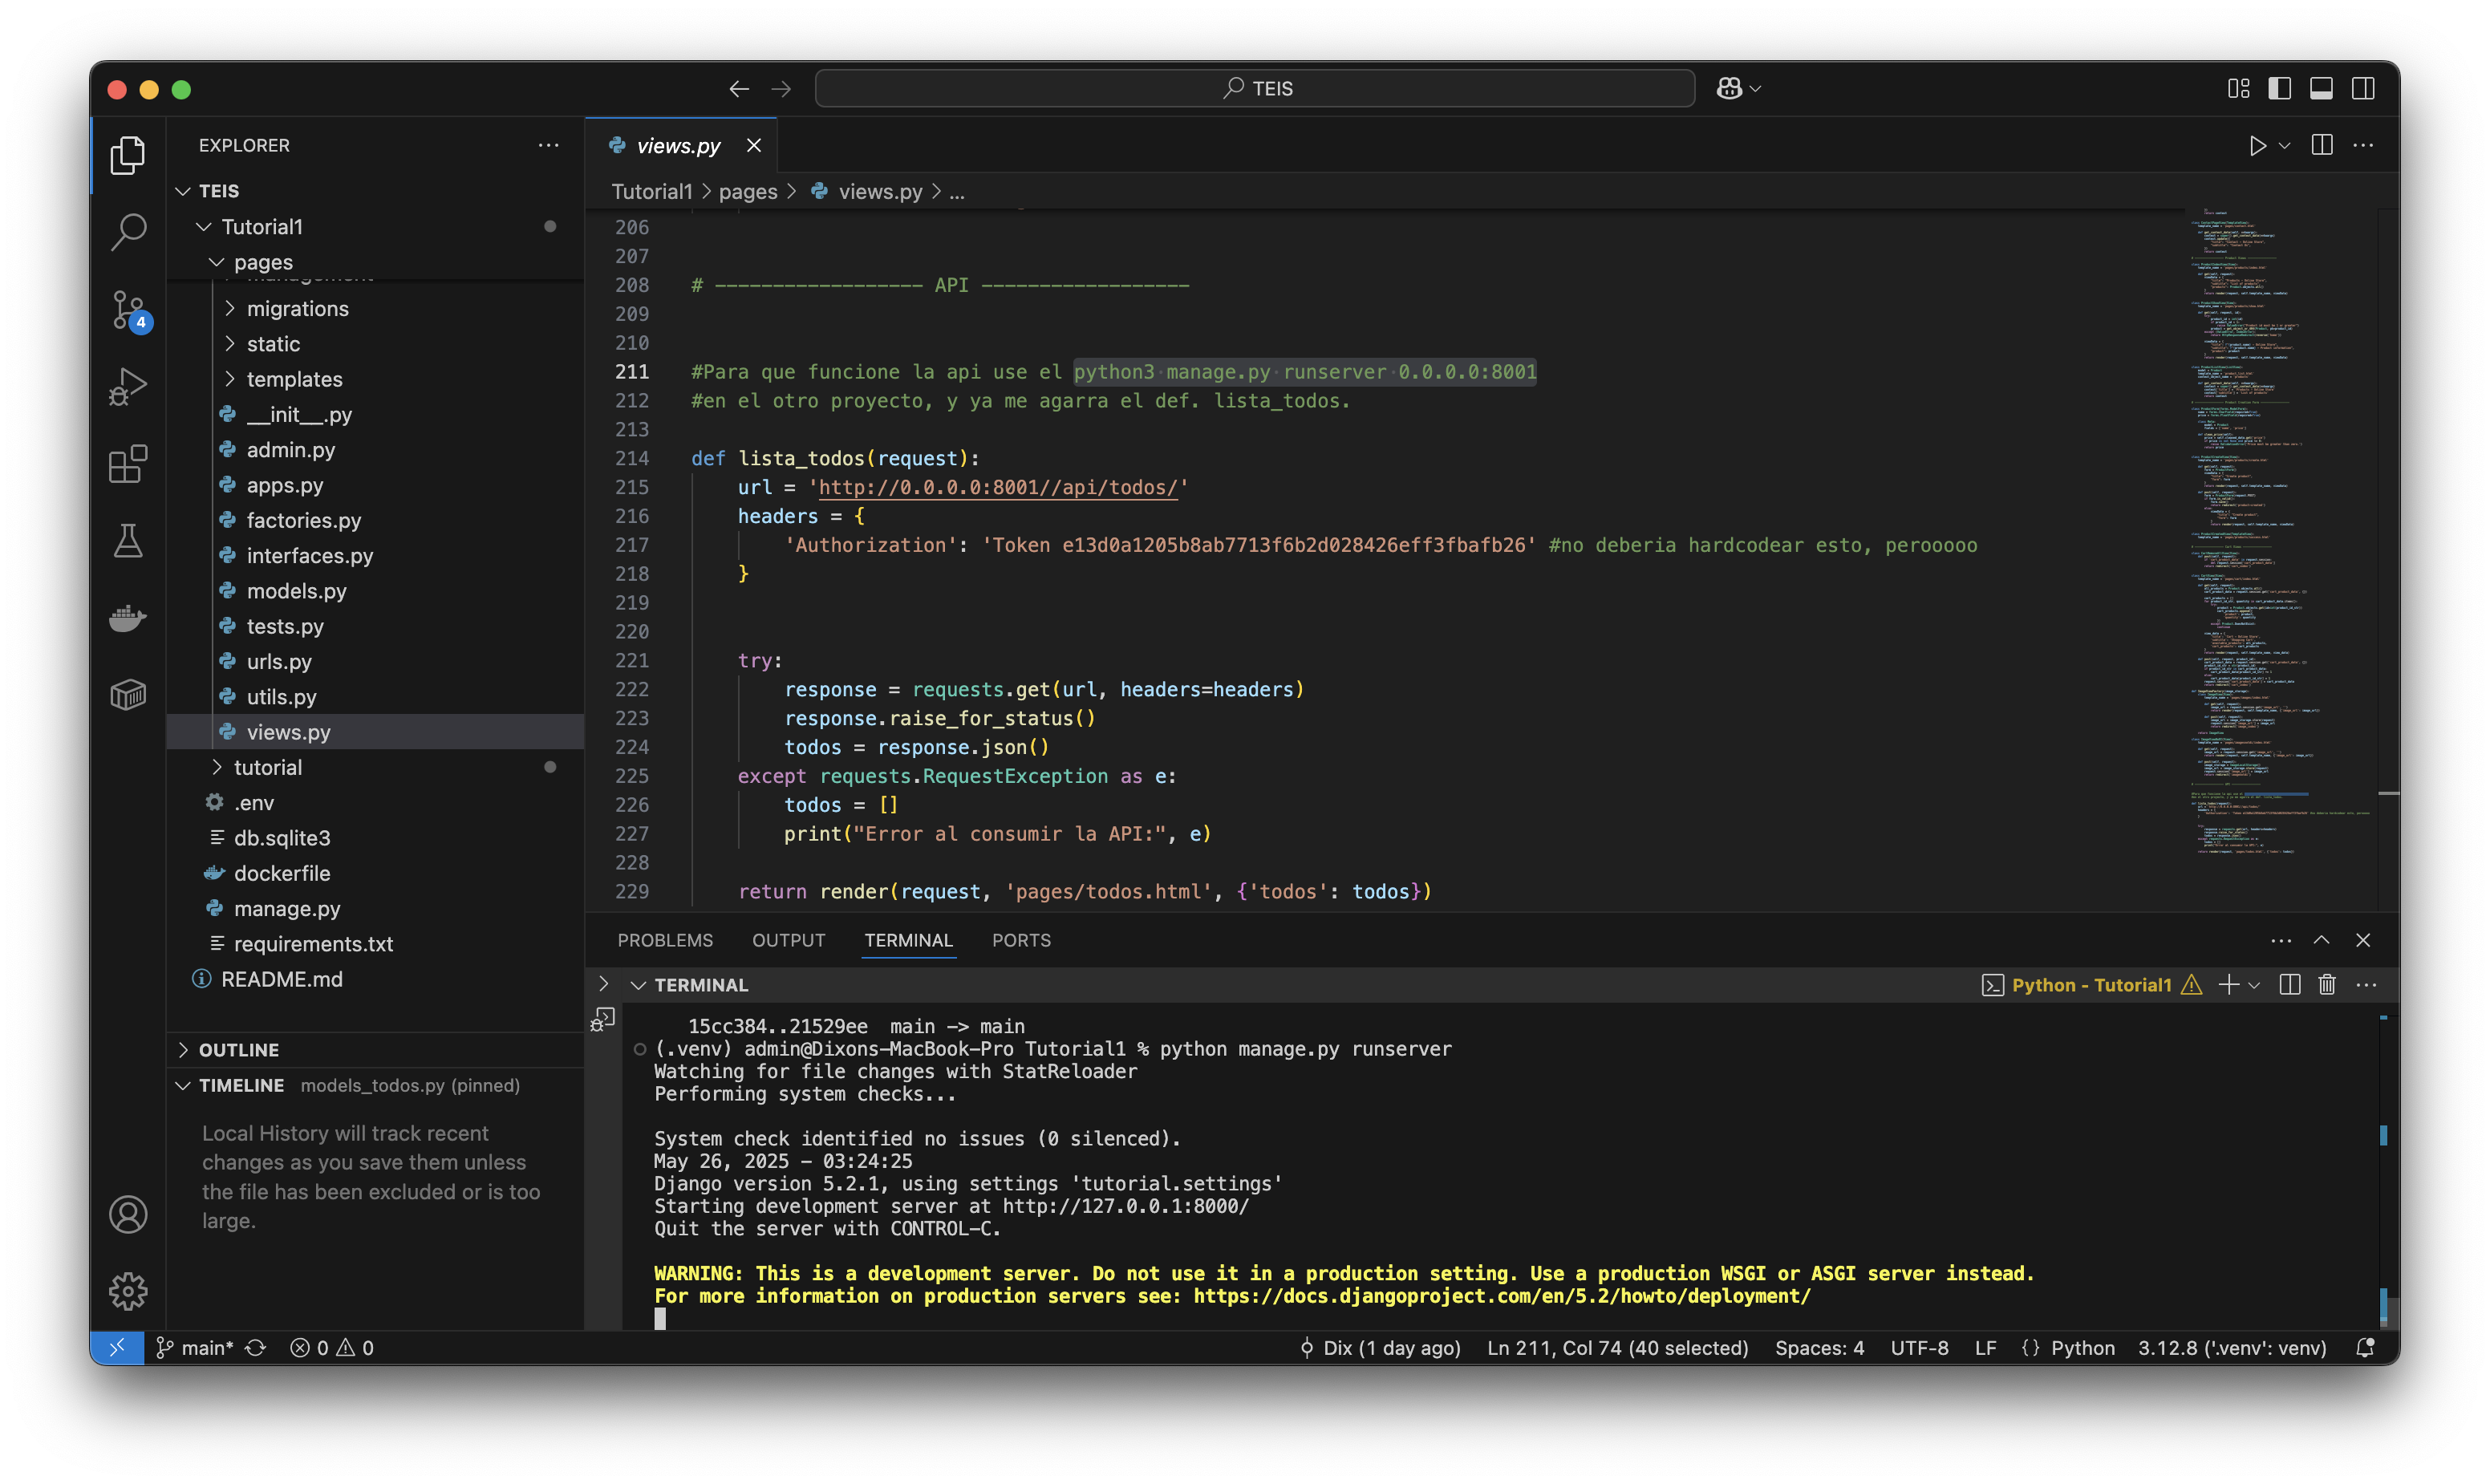 TEIS
EXPLORER
TEIS
Tutorial1
pages
migrations
static
templates
__init__.py
admin.py
apps.py
factories.py
interfaces.py
models.py
tests.py
urls.py
utils.py
views.py
tutorial
.env
db.sqlite3
dockerfile
manage.py
requirements.txt
README.md
OUTLINE
TIMELINE models_todos.py (pinned)
Local History will track recent
changes as you save them unless
the file has been excluded or is too
large.
4
views.py
Tutorial1 > pages > views.py > ...
206
207
208 # ------------------ API ------------------
209
210
211 #Para que funcione la api use el python3 manage.py runserver 0.0.0.0:8001
212 #en el otro proyecto, y ya me agarra el def. lista_todos.
213
214 def lista_todos(request):
215     url = 'http://0.0.0.0:8001//api/todos/'
216     headers = {
217         'Authorization': 'Token e13d0a1205b8ab7713f6b2d028426eff3fbafb26' #no deberia hardcodear esto, perooooo
218     }
219
220
221     try:
222         response = requests.get(url, headers=headers)
223         response.raise_for_status()
224         todos = response.json()
225     except requests.RequestException as e:
226         todos = []
227         print("Error al consumir la API:", e)
228
229     return render(request, 'pages/todos.html', {'todos': todos})
PROBLEMS OUTPUT TERMINAL PORTS
TERMINAL Python - Tutorial1
15cc384..21529ee  main -> main
(.venv) admin@Dixons-MacBook-Pro Tutorial1 % python manage.py runserver
Watching for file changes with StatReloader
Performing system checks...
System check identified no issues (0 silenced).
May 26, 2025 - 03:24:25
Django version 5.2.1, using settings 'tutorial.settings'
Starting development server at http://127.0.0.1:8000/
Quit the server with CONTROL-C.
WARNING: This is a development server. Do not use it in a production setting. Use a production WSGI or ASGI server instead.
For more information on production servers see: https://docs.djangoproject.com/en/5.2/howto/deployment/
main* 0 0 Dix (1 day ago) Ln 211, Col 74 (40 selected) Spaces: 4 UTF-8 LF {} Python 3.12.8 ('.venv': venv)